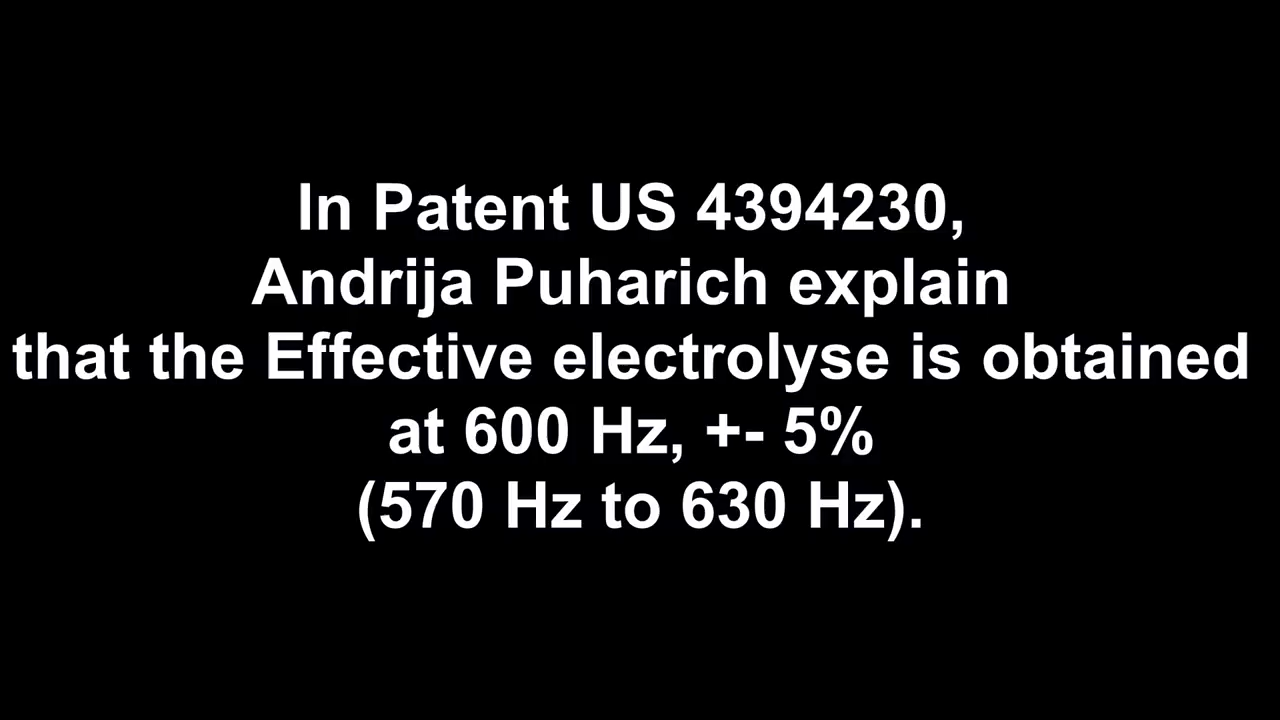 In Patent US 4394230,
Andrija Puharich explain
that the Effective electrolyse is obtained
at 600 Hz, +- 5%
(570 Hz to 630 Hz).